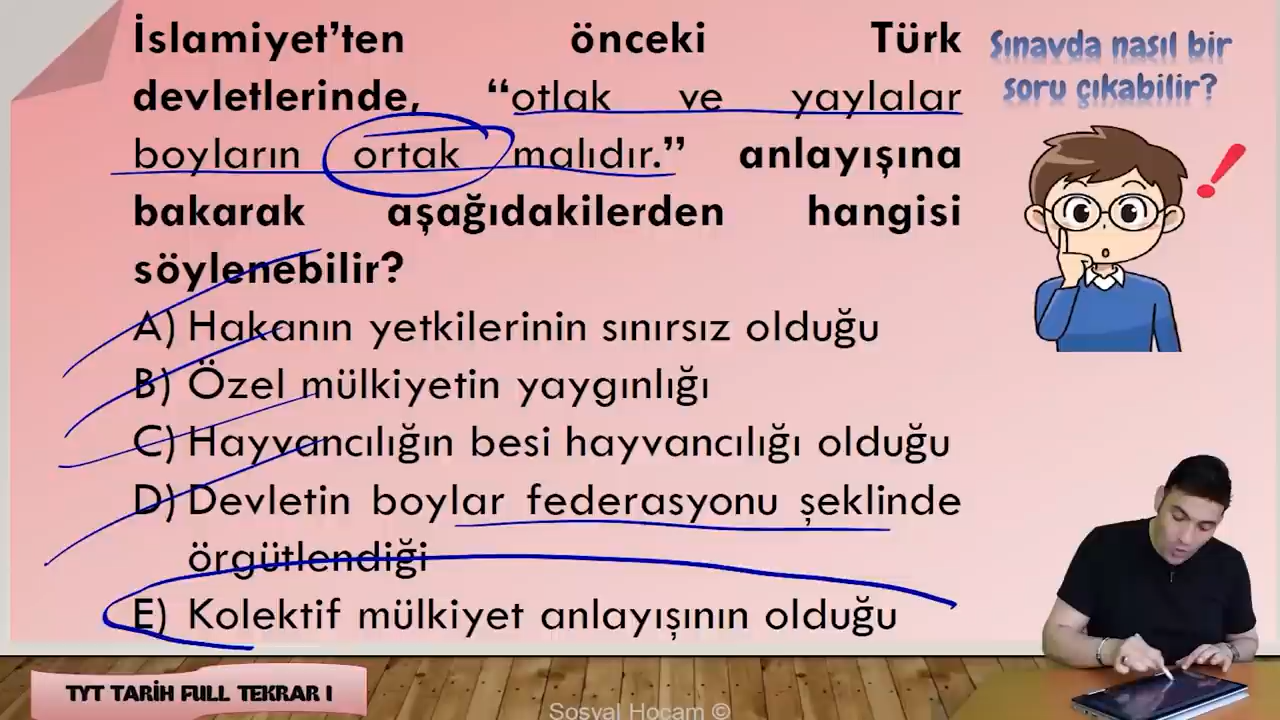 İslamiyet'ten önceki Türk
devletlerinde, “otlak ve yaylalar
boyların ortak malıdır.” anlayışına
bakarak aşağıdakilerden hangisi
söylenebilir?
A) Hakanın yetkilerinin sınırsız olduğu
B) Özel mülkiyetin yaygınlığı
C) Hayvancılığın besi hayvancılığı olduğu
D) Devletin boylar federasyonu şeklinde
örgütlendiği
E) Kolektif mülkiyet anlayışının olduğu
Sınavda nasıl bir
soru çıkabilir?
TYT TARİH FULL TEKRAR I
Sosyal Hocam ©